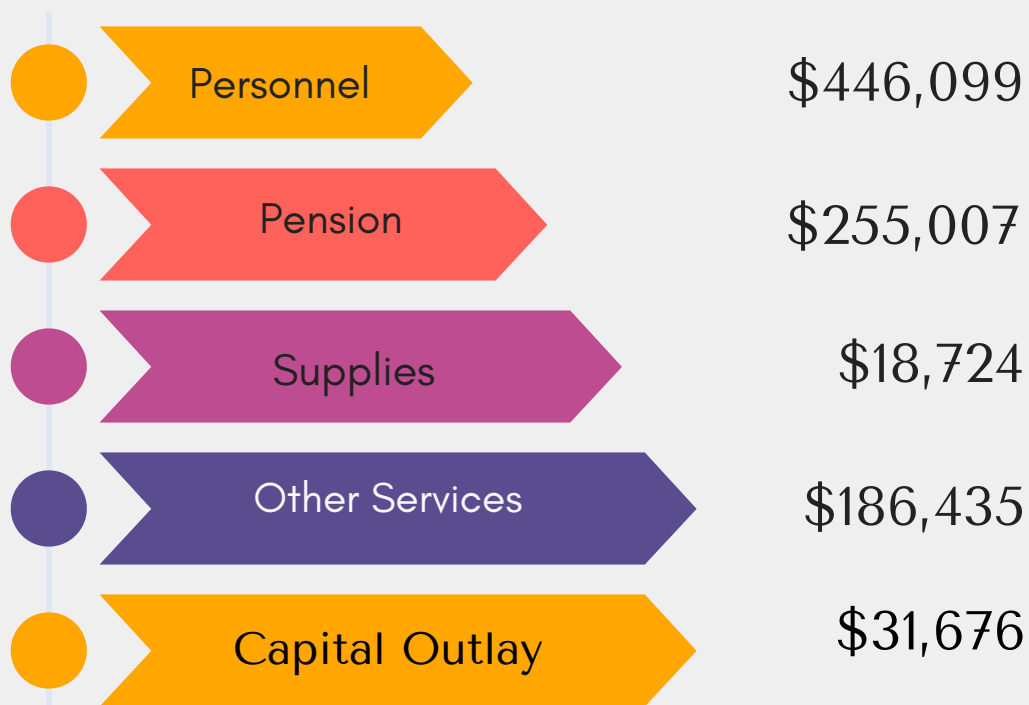 Personnel $446,099
Pension $255,007
Supplies $18,724
Other Services $186,435
Capital Outlay $31,676